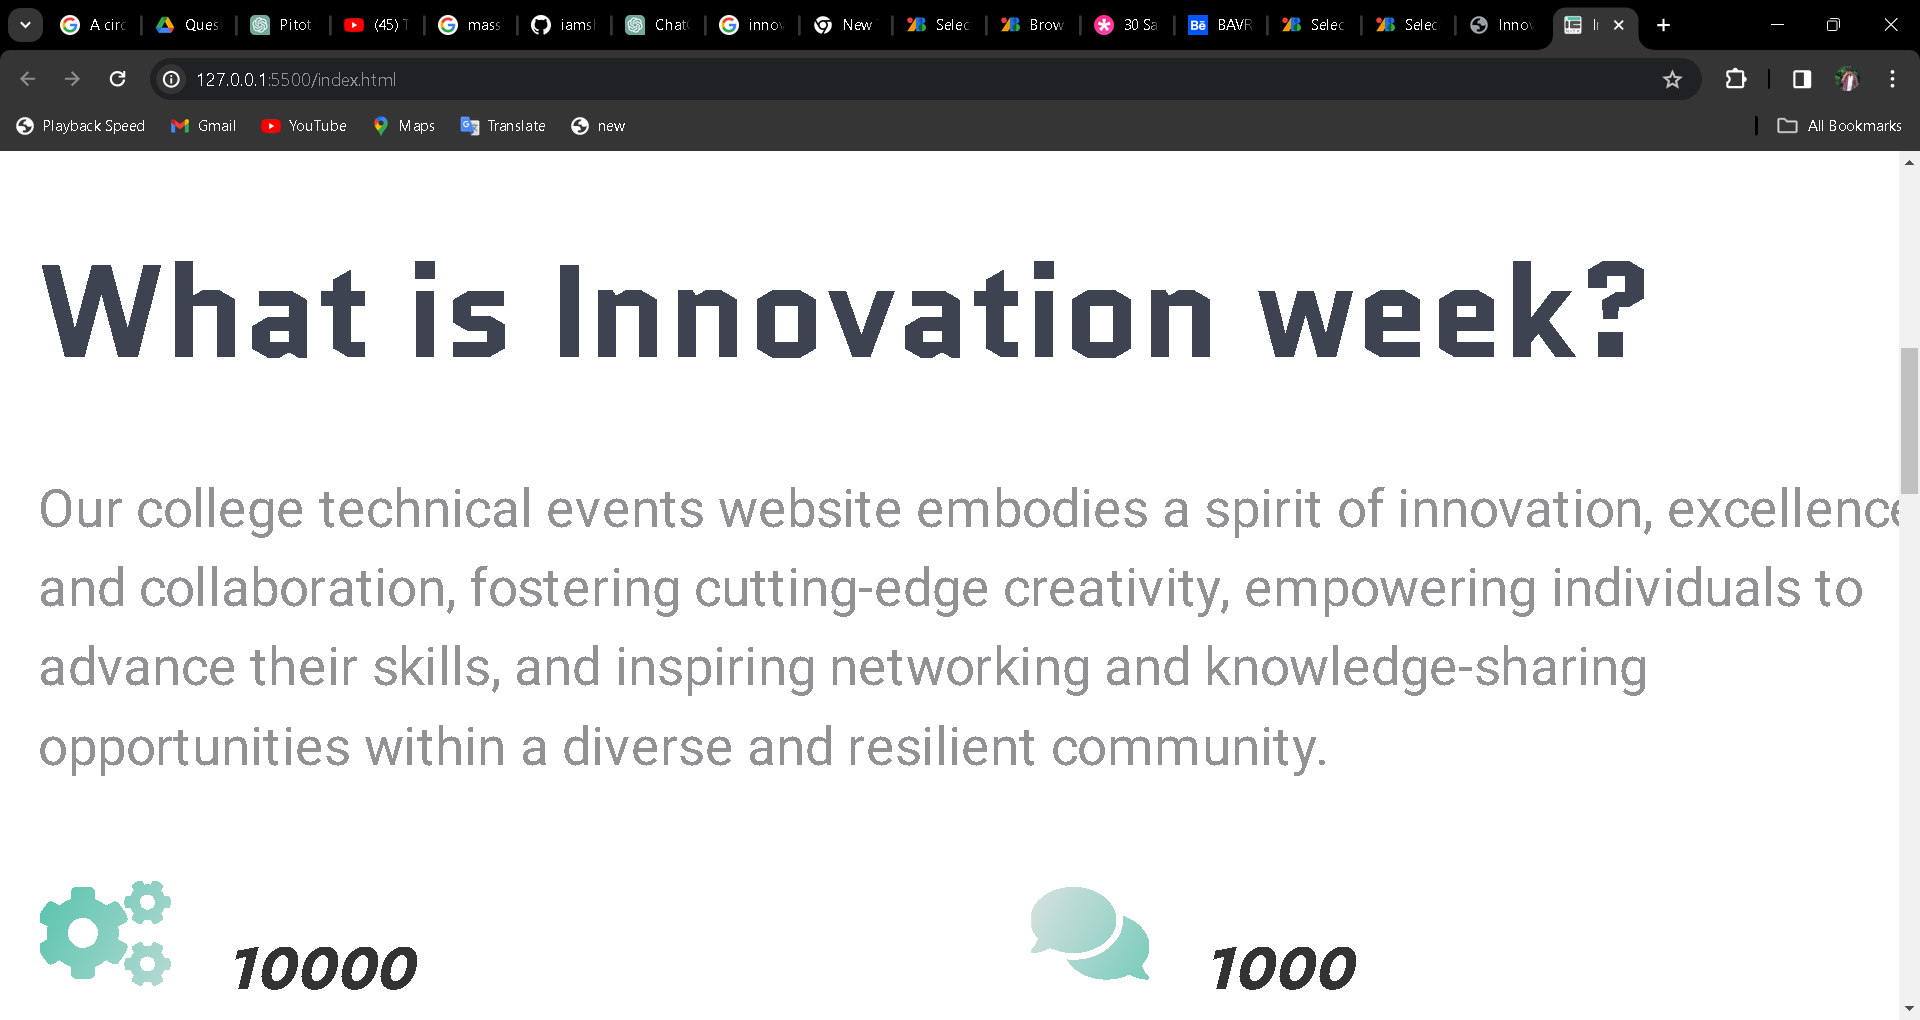 A circ
Ques
Pitot
(45) T
mass
iamsl
Chat
innov
New
Selec
Brow
30 Sa
BAVR
Selec
Selec
Inno
127.0.0.1:5500/index.html
Playback Speed
Gmail
YouTube
Maps
Translate
new
All Bookmarks
What is Innovation week?
Our college technical events website embodies a spirit of innovation, excellence
and collaboration, fostering cutting-edge creativity, empowering individuals to
advance their skills, and inspiring networking and knowledge-sharing
opportunities within a diverse and resilient community.
10000
1000